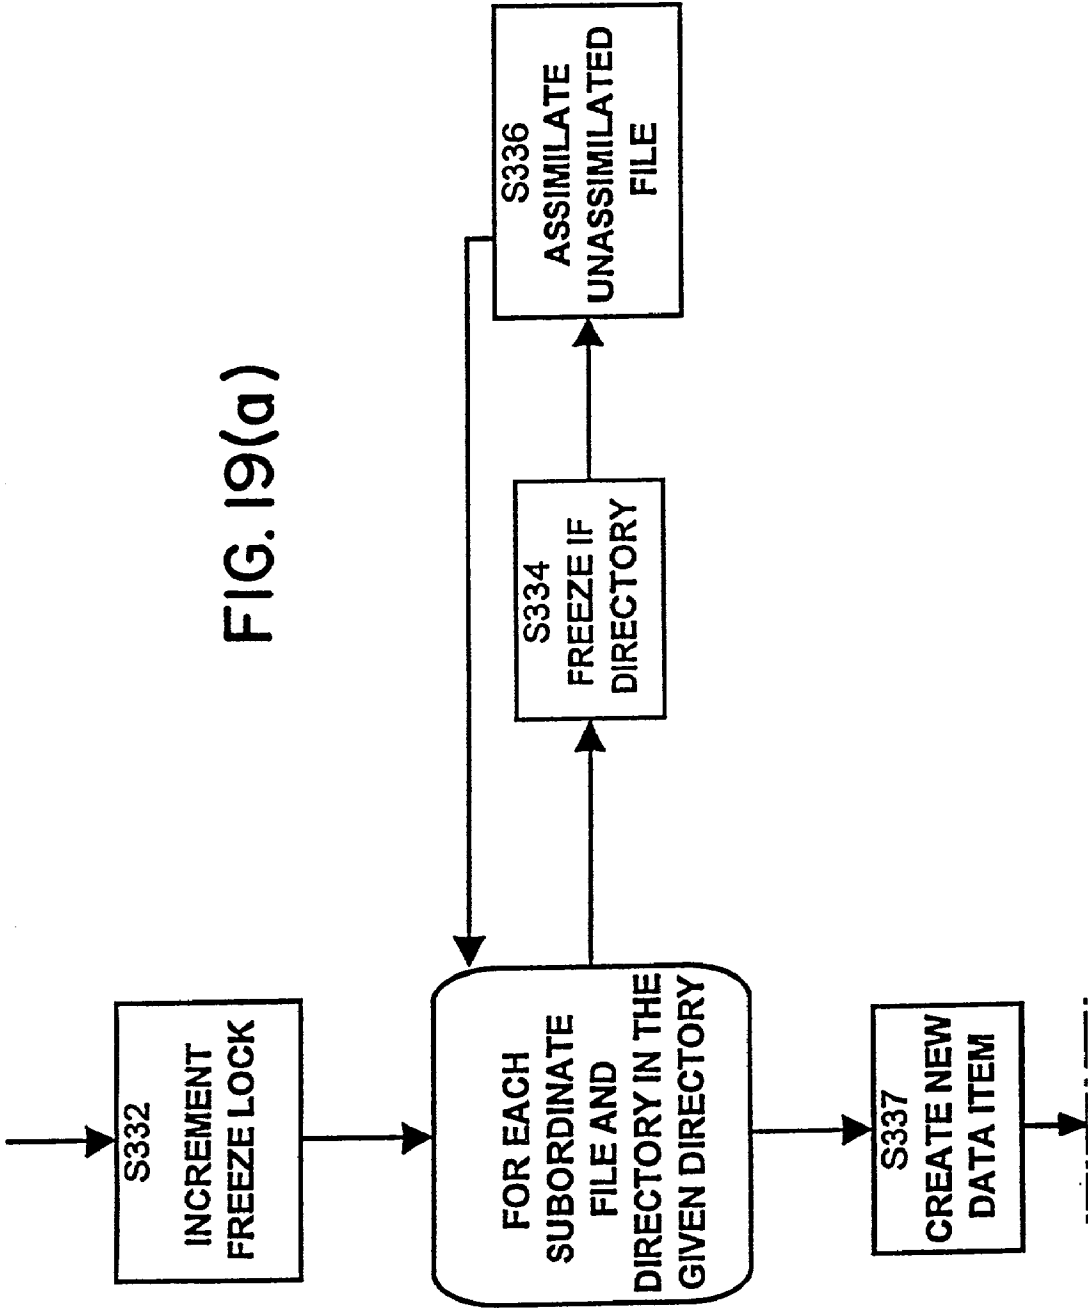 FIG. 19(a)
S332
INCREMENT
FREEZE LOCK
FOR EACH
SUBORDINATE
FILE AND
DIRECTORY IN THE
GIVEN DIRECTORY
S334
FREEZE IF
DIRECTORY
S336
ASSIMILATE
UNASSIMILATED
FILE
S337
CREATE NEW
DATA ITEM